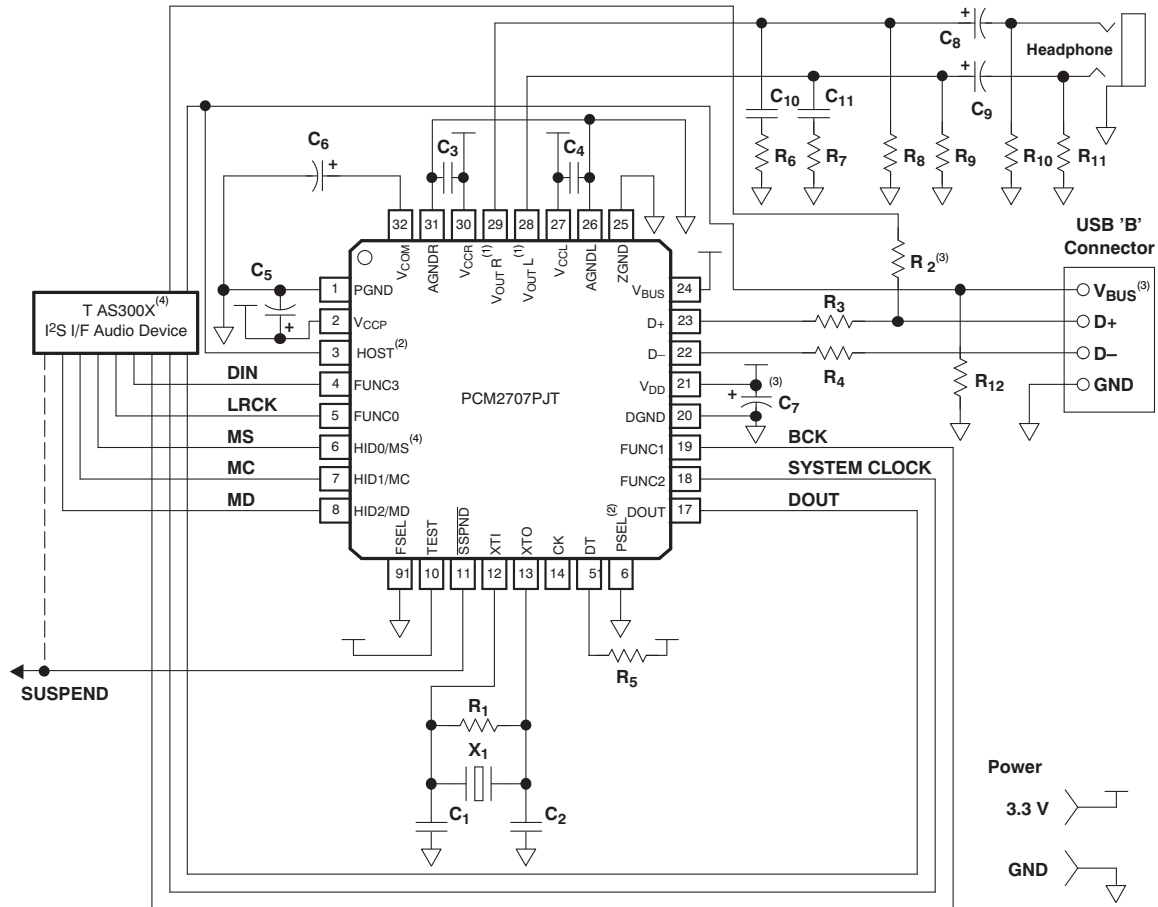 C8
Headphone
C9
C10
C11
R6
R7
R8
R9
R10
R11
C6
C3
C4
32
31
30
29
28
27
26
25
VCOM
AGNDR
VCCR
VOUTR(1)
VOUTL(1)
VCCL
AGNDL
ZGND
USB 'B'
Connector
VBUS(3)
D+
D–
GND
R2(3)
R3
R4
R12
C5
T AS300X(4)
I2S I/F Audio Device
1 PGND
2 VCCP
3 HOST(2)
DIN 4 FUNC3
LRCK 5 FUNC0
MS 6 HID0/MS(4)
MC 7 HID1/MC
MD 8 HID2/MD
PCM2707PJT
VBUS 24
D+ 23
D– 22
VDD 21
DGND 20
FUNC1 19 BCK
FUNC2 18 SYSTEM CLOCK
DOUT 17 DOUT
(3)
C7
FSEL
TEST
SSPND
XTI
XTO
CK
DT
PSEL(2)
91
10
11
12
13
14
51
6
R5
SUSPEND
R1
X1
C1
C2
Power
3.3 V
GND